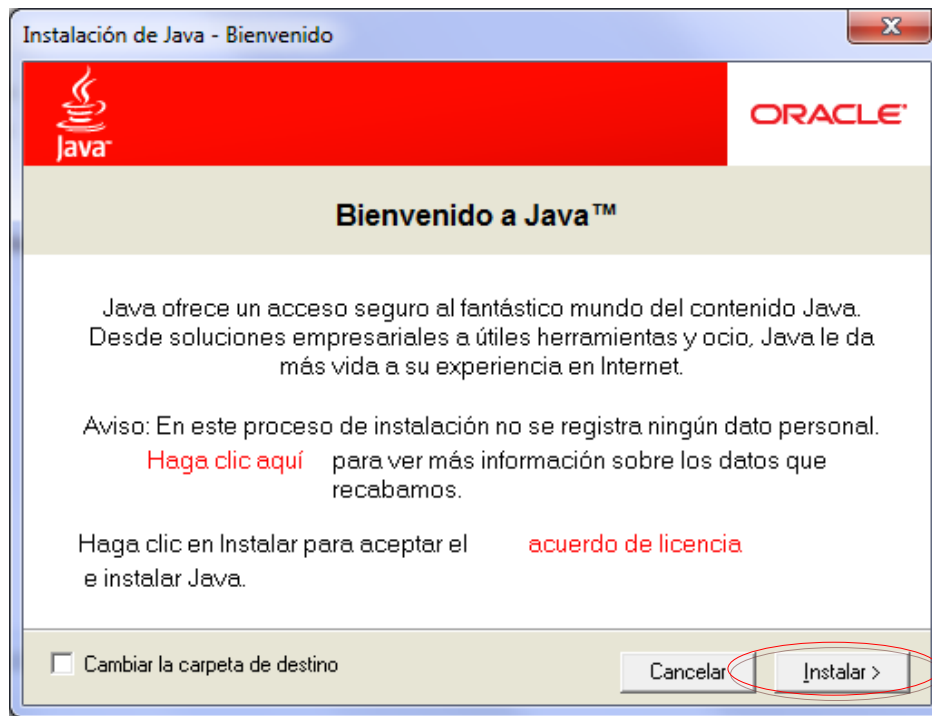 Instalación de Java - Bienvenido
Java™
ORACLE®
Bienvenido a Java™
Java ofrece un acceso seguro al fantástico mundo del contenido Java.
Desde soluciones empresariales a útiles herramientas y ocio, Java le da
más vida a su experiencia en Internet.
Aviso: En este proceso de instalación no se registra ningún dato personal.
Haga clic aquí para ver más información sobre los datos que
recabamos.
Haga clic en Instalar para aceptar el acuerdo de licencia
e instalar Java.
Cambiar la carpeta de destino
Cancelar
Instalar >